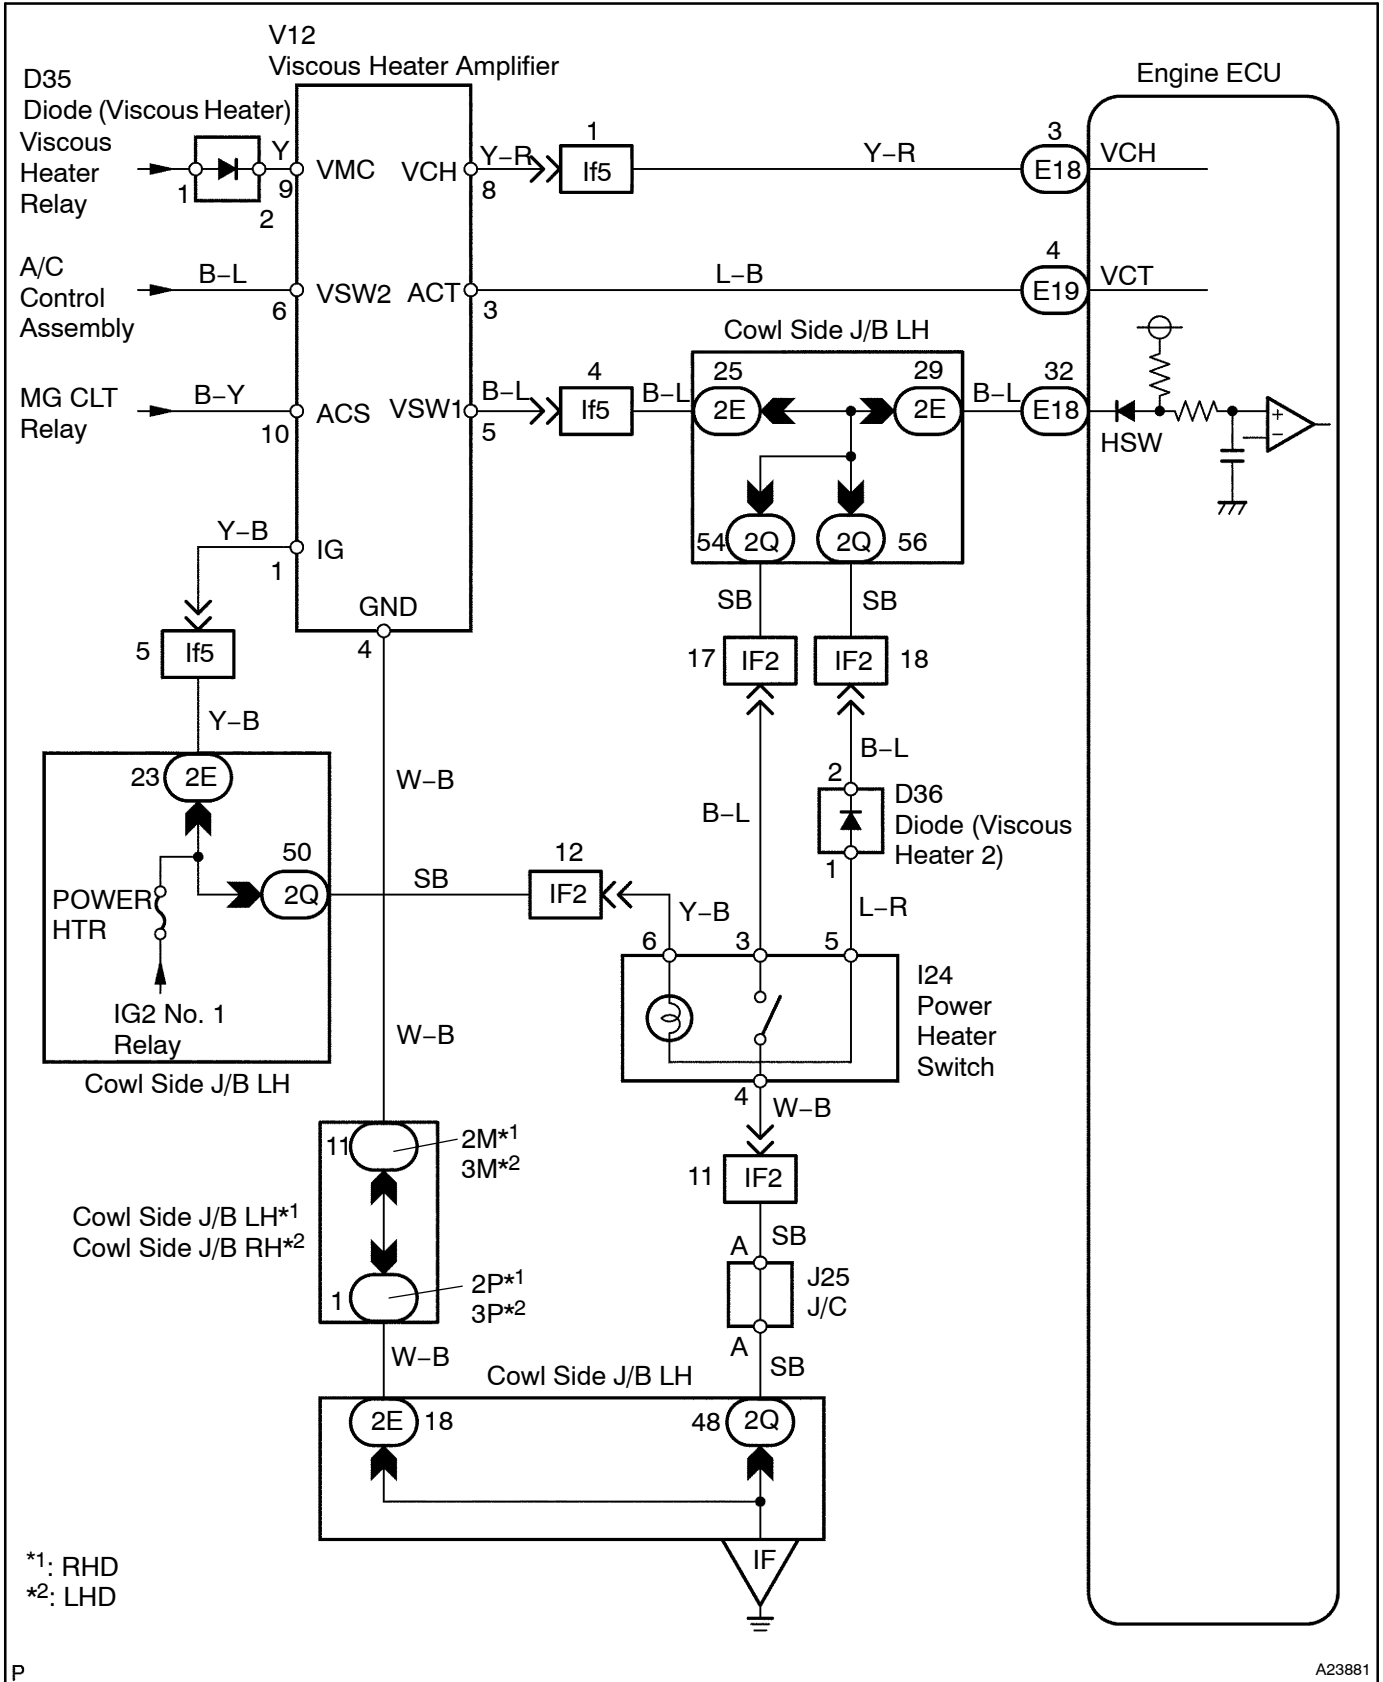 V12
Viscous Heater Amplifier
D35
Diode (Viscous Heater)
Viscous
Heater
Relay
1
2
Y
9
VMC
VCH
8
Y–R
1
If5
Y–R
3
E18
VCH
Engine ECU
A/C
Control
Assembly
B–L
6
VSW2
ACT
3
L–B
4
E19
VCT
Cowl Side J/B LH
MG CLT
Relay
B–Y
10
ACS
VSW1
5
B–L
4
If5
B–L
25
2E
29
2E
B–L
32
E18
HSW
+
−
54
2Q
2Q
56
Y–B
1
IG
GND
4
5
If5
Y–B
SB
SB
17
IF2
IF2
18
23
2E
W–B
B–L
B–L
2
D36
Diode (Viscous
Heater 2)
1
50
2Q
SB
12
IF2
Y–B
L–R
POWER
HTR
IG2 No. 1
Relay
Cowl Side J/B LH
W–B
6
3
5
I24
Power
Heater
Switch
4
W–B
11
2M*1
3M*2
11
IF2
Cowl Side J/B LH*1
Cowl Side J/B RH*2
SB
A
J25
J/C
A
1
2P*1
3P*2
W–B
SB
Cowl Side J/B LH
2E
18
48
2Q
IF
*1: RHD
*2: LHD
P
A23881